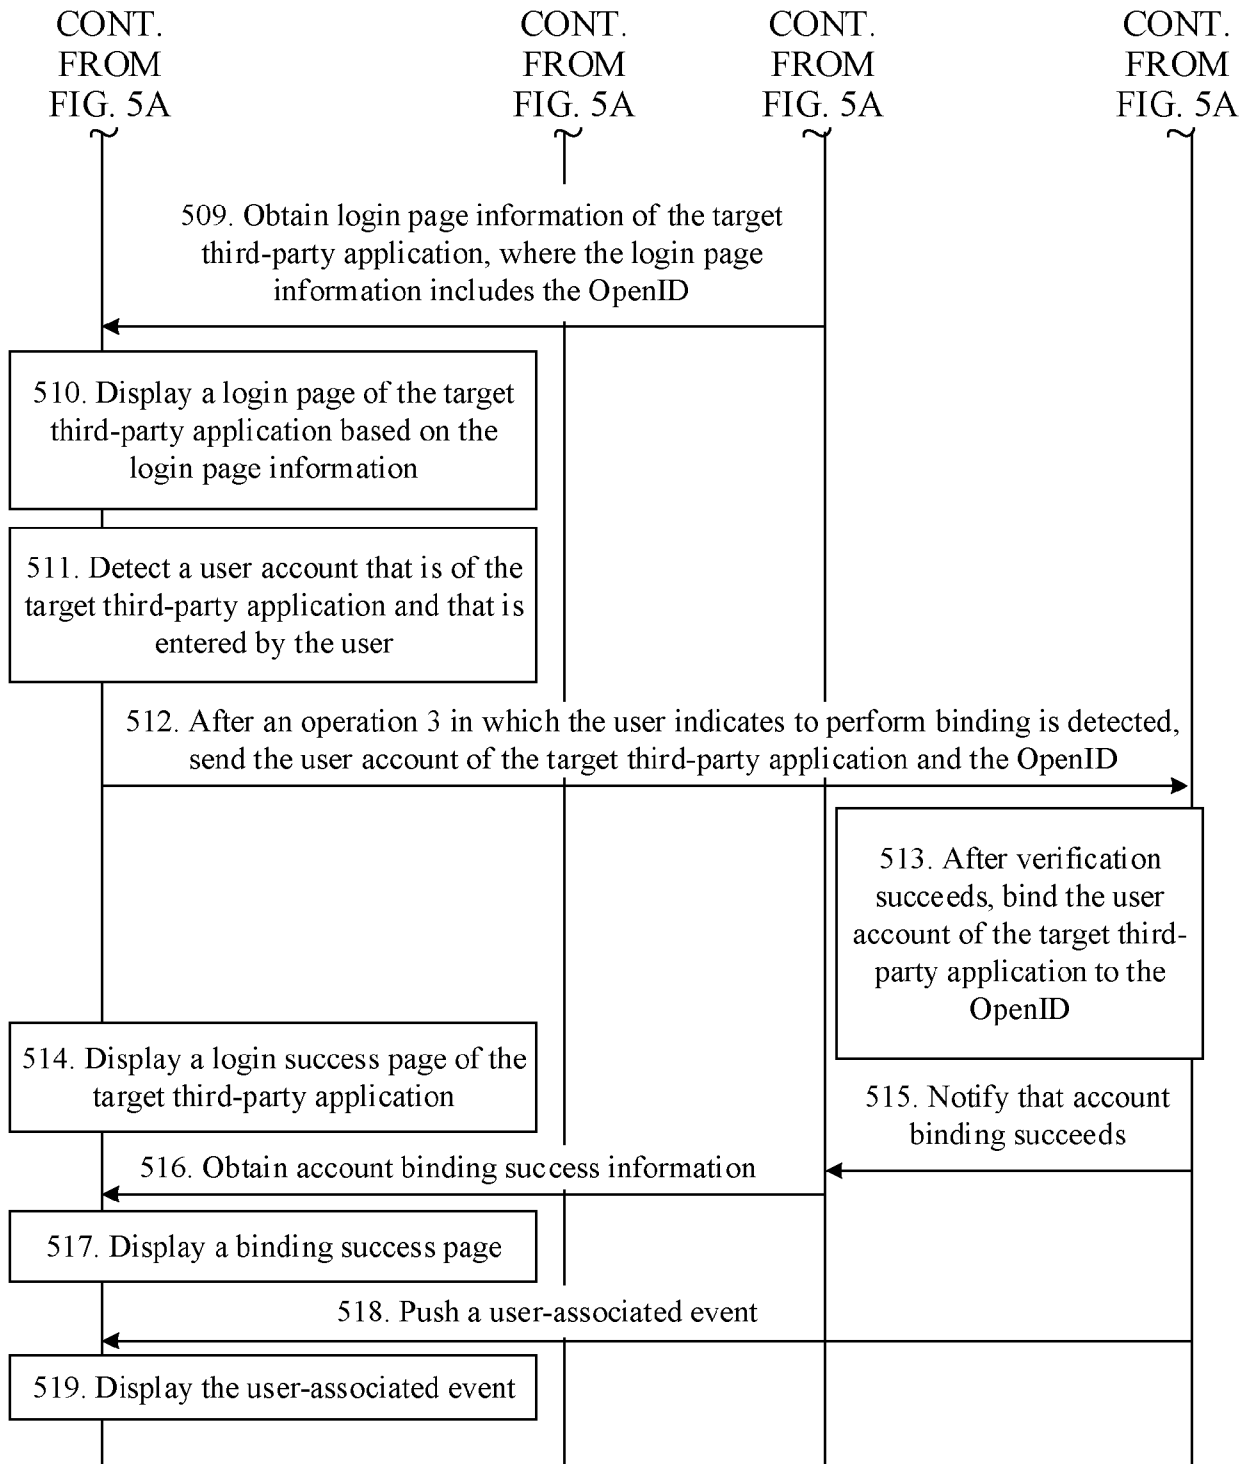 CONT.
FROM
FIG. 5A
CONT.
FROM
FIG. 5A
CONT.
FROM
FIG. 5A
CONT.
FROM
FIG. 5A
509. Obtain login page information of the target
third-party application, where the login page
information includes the OpenID
510. Display a login page of the target
third-party application based on the
login page information
511. Detect a user account that is of the
target third-party application and that is
entered by the user
512. After an operation 3 in which the user indicates to perform binding is detected,
send the user account of the target third-party application and the OpenID
513. After verification
succeeds, bind the user
account of the target third-
party application to the
OpenID
514. Display a login success page of the
target third-party application
515. Notify that account
binding succeeds
516. Obtain account binding success information
517. Display a binding success page
518. Push a user-associated event
519. Display the user-associated event